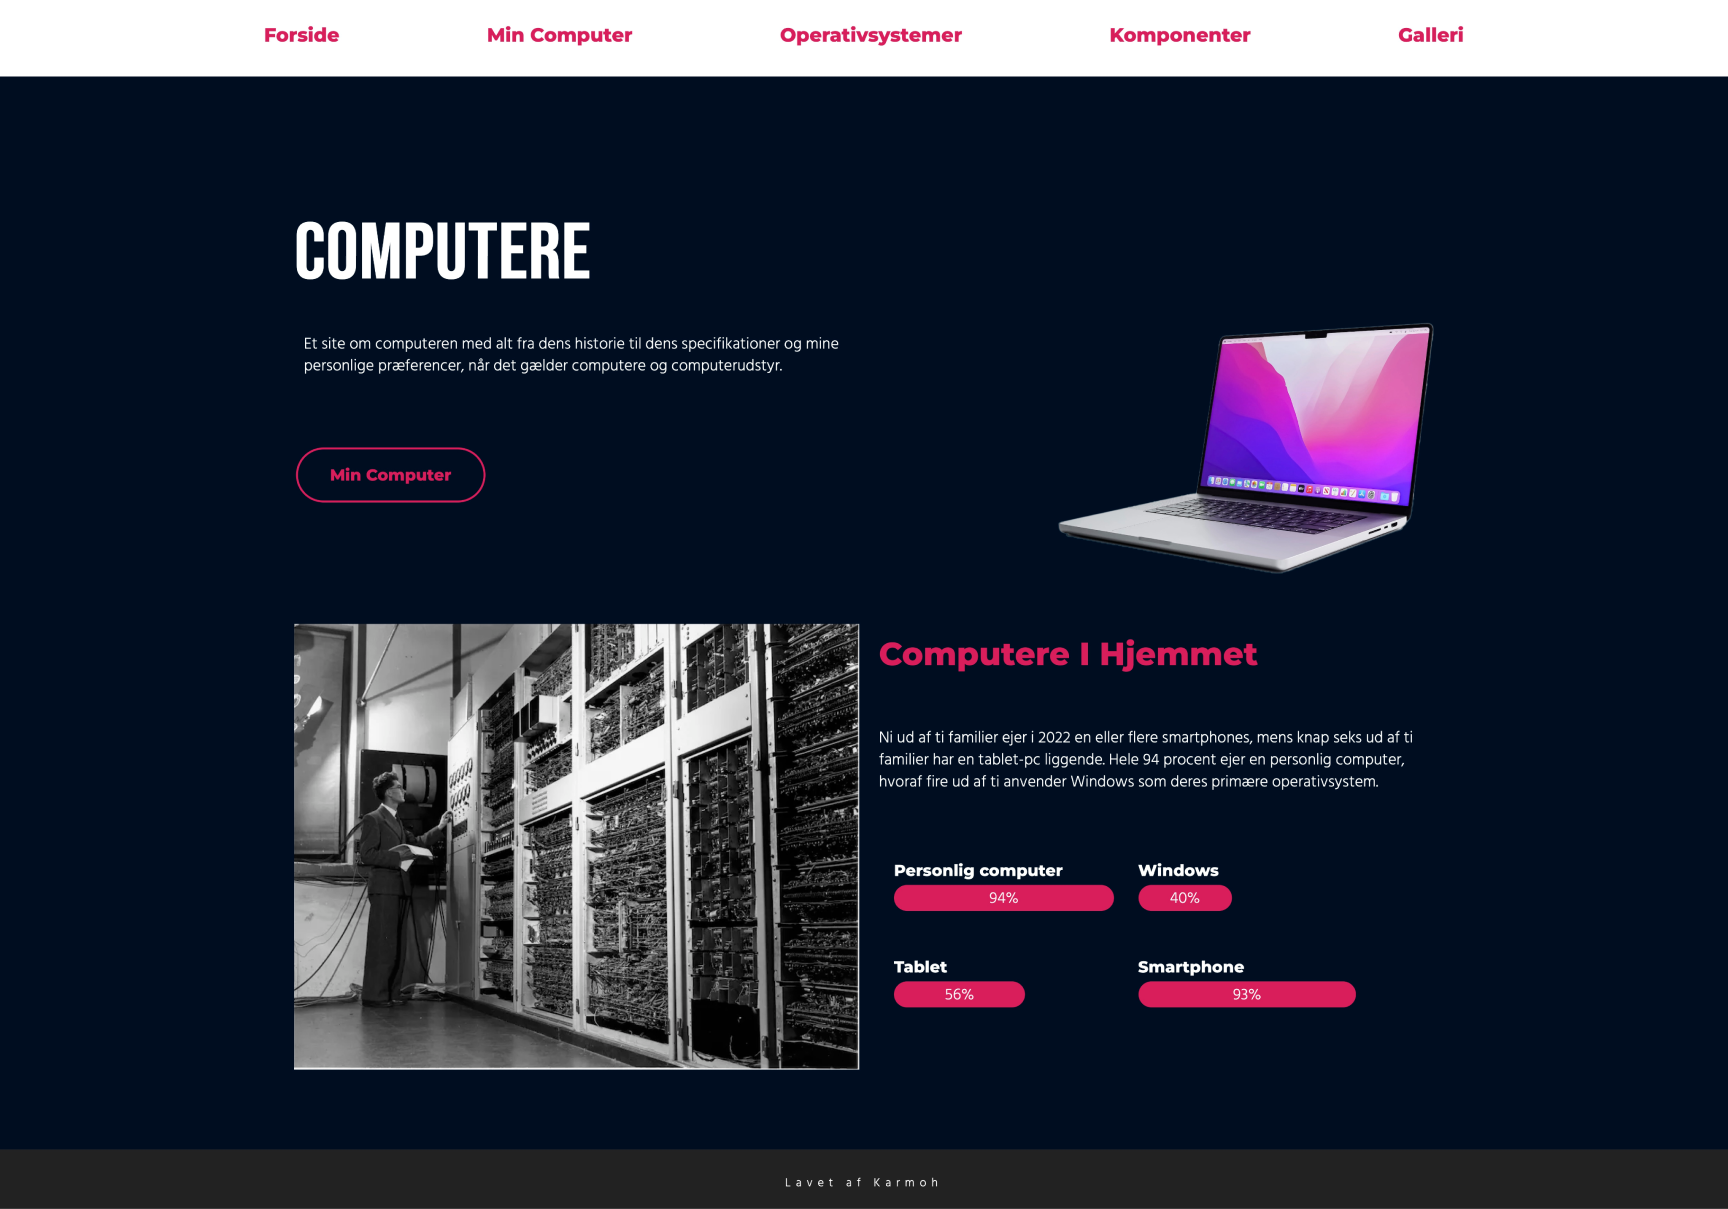 Forside
Min Computer
Operativsystemer
Komponenter
Galleri
COMPUTERE
Et site om computeren med alt fra dens historie til dens specifikationer og mine
personlige præferencer, når det gælder computere og computerudstyr.
Min Computer
Computere I Hjemmet
Ni ud af ti familier ejer i 2022 en eller flere smartphones, mens knap seks ud af ti
familier har en tablet-pc liggende. Hele 94 procent ejer en personlig computer,
hvoraf fire ud af ti anvender Windows som deres primære operativsystem.
Personlig computer
94%
Windows
40%
Tablet
56%
Smartphone
93%
Lavet af Karmoh